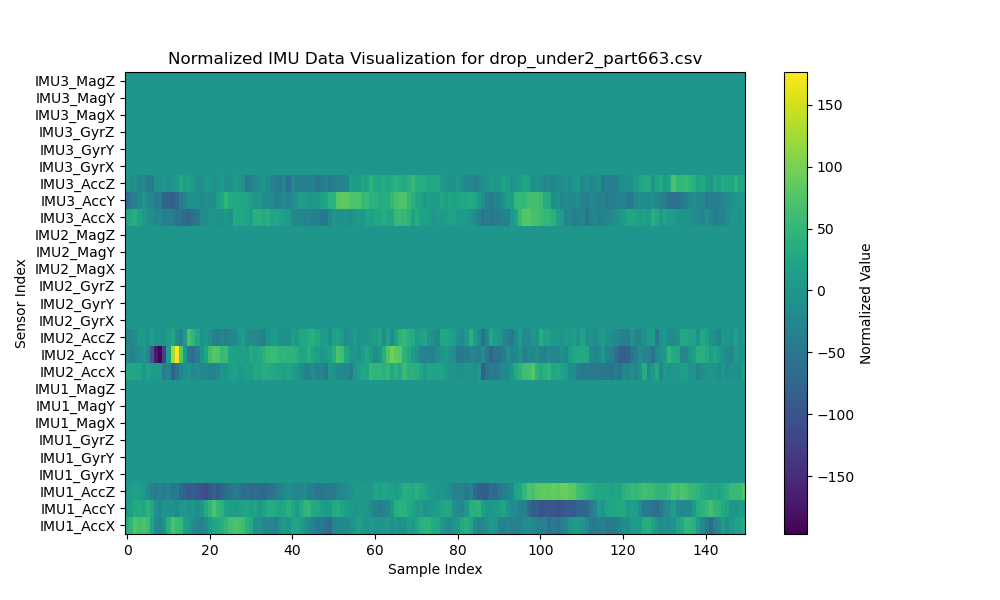 Normalized IMU Data Visualization for drop_under2_part663.csv
IMU3_MagZ
IMU3_MagY
IMU3_MagX
IMU3_GyrZ
IMU3_GyrY
IMU3_GyrX
IMU3_AccZ
IMU3_AccY
IMU3_AccX
IMU2_MagZ
IMU2_MagY
IMU2_MagX
IMU2_GyrZ
IMU2_GyrY
IMU2_GyrX
IMU2_AccZ
IMU2_AccY
IMU2_AccX
IMU1_MagZ
IMU1_MagY
IMU1_MagX
IMU1_GyrZ
IMU1_GyrY
IMU1_GyrX
IMU1_AccZ
IMU1_AccY
IMU1_AccX
Sensor Index
0 20 40 60 80 100 120 140
Sample Index
150
100
50
0
−50
−100
−150
Normalized Value